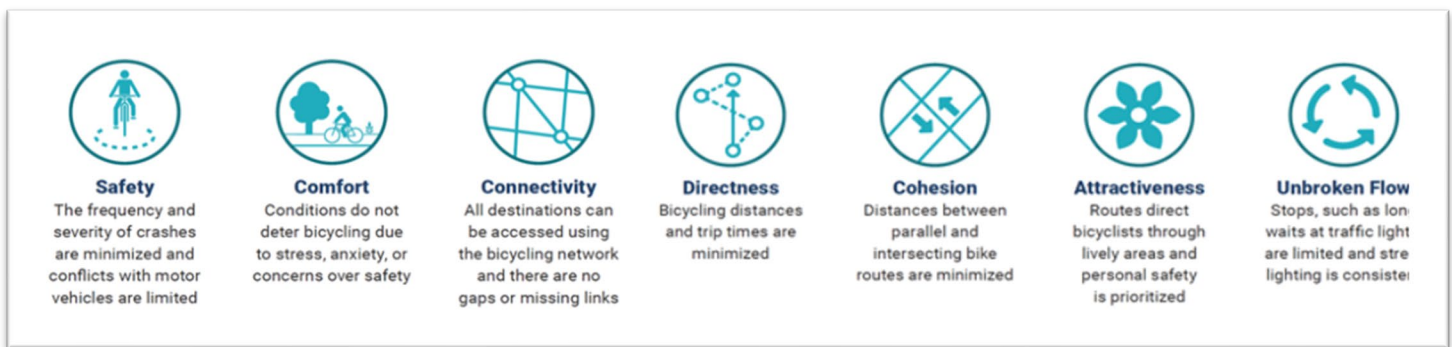 Safety
The frequency and
severity of crashes
are minimized and
conflicts with motor
vehicles are limited
Comfort
Conditions do not
deter bicycling due
to stress, anxiety, or
concerns over safety
Connectivity
All destinations can
be accessed using
the bicycling network
and there are no
gaps or missing links
Directness
Bicycling distances
and trip times are
minimized
Cohesion
Distances between
parallel and
intersecting bike
routes are minimized
Attractiveness
Routes direct
bicyclists through
lively areas and
personal safety
is prioritized
Unbroken Flow
Stops, such as lon
waits at traffic light
are limited and stre
lighting is consister